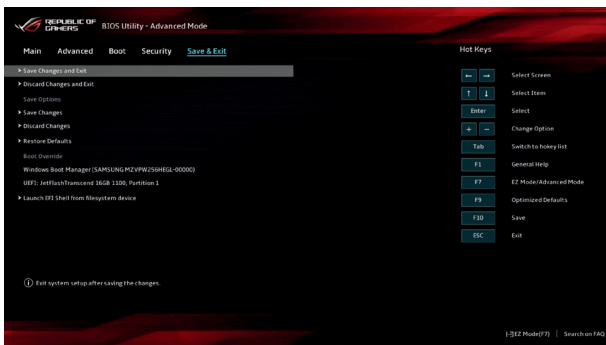 REPUBLIC OF
GAMERS
BIOS Utility - Advanced Mode
Main Advanced Boot Security Save & Exit
Save Changes and Exit
Discard Changes and Exit
Save Options
Save Changes
Discard Changes
Restore Defaults
Boot Override
Windows Boot Manager (SAMSUNG MZVPW256HEGL-00000)
UEFI: JetFlashTranscend 16GB 1100, Partition 1
Launch EFI Shell from filesystem device
Exit system setup after saving the changes.
Hot Keys
← → Select Screen
↑ ↓ Select Item
Enter Select
+ − Change Option
Tab Switch to hokey list
F1 General Help
F7 EZ Mode/Advanced Mode
F9 Optimized Defaults
F10 Save
ESC Exit
EZ Mode(F7) | Search on FAQ